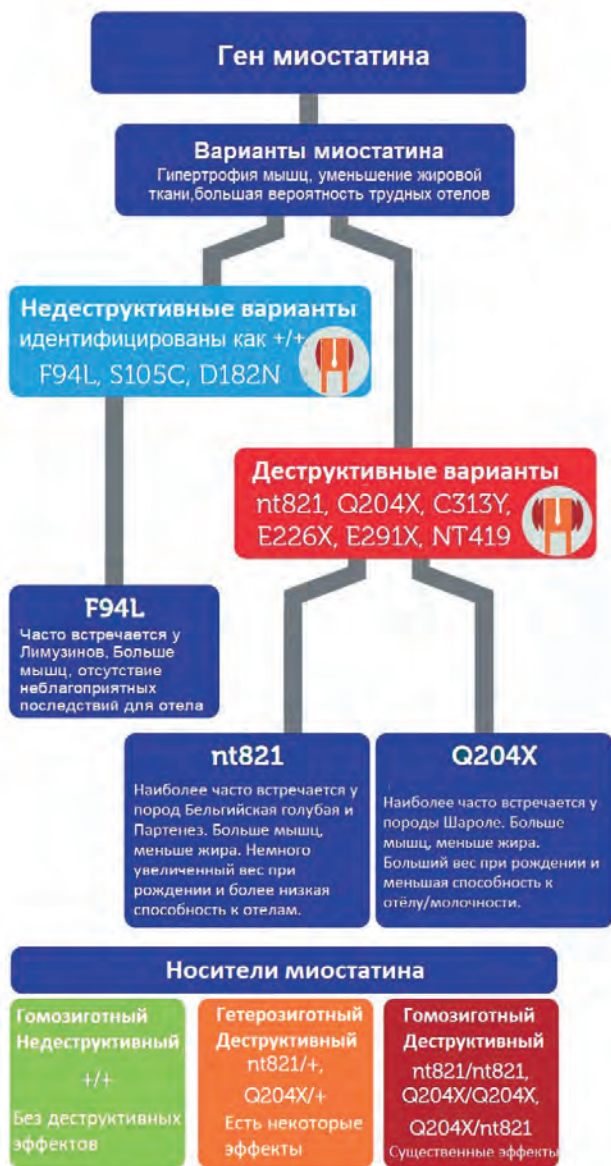 Ген миостатина
Варианты миостатина
Гипертрофия мышц, уменьшение жировой
ткани,большая вероятность трудных отелов
Недеструктивные варианты
идентифицированы как +/+
F94L, S105C, D182N
Деструктивные варианты
nt821, Q204X, C313Y,
E226X, E291X, NT419
F94L
Часто встречается у
Лимузинов. Больше
мышц, отсутствие
неблагоприятных
последствий для отела
nt821
Наиболее часто встречается у
пород Бельгийская голубая и
Партенез. Больше мышц,
меньше жира. Немного
увеличенный вес при
рождении и более низкая
способность к отелам.
Q204X
Наиболее часто встречается у
породы Шароле. Больше
мышц, меньше жира.
Больший вес при рождении и
меньшая способность к
отёлу/молочности.
Носители миостатина
Гомозиготный
Недеструктивный
+/+
Без деструктивных
эффектов
Гетерозиготный
Деструктивный
nt821/+,
Q204X/+
Есть некоторые
эффекты
Гомозиготный
Деструктивный
nt821/nt821,
Q204X/Q204X,
Q204X/nt821
Существенные эффекты